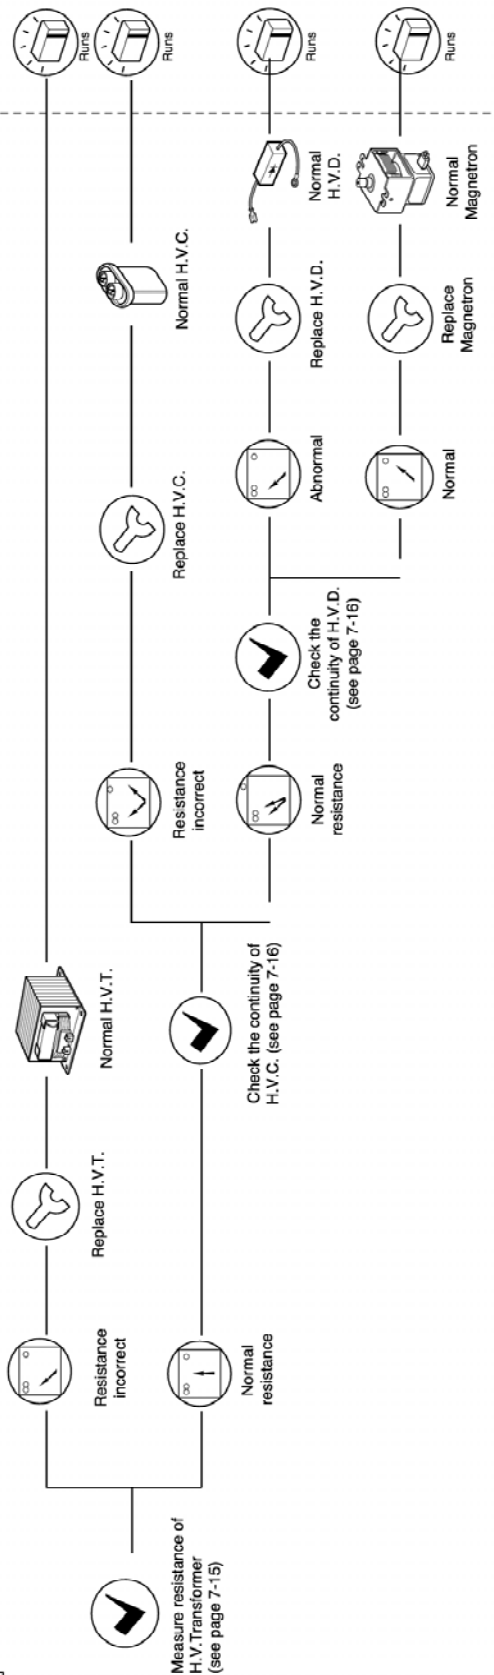 Measure resistance of
H.V.Transformer
(see page 7-15)
Resistance
incorrect
Replace H.V.T.
Normal H.V.T.
Runs
Normal
resistance
Check the continuity of
H.V.C. (see page 7-16)
Resistance
incorrect
Replace H.V.C.
Normal H.V.C.
Runs
Normal
resistance
Check the
continuity of H.V.D.
(see page 7-16)
Abnormal
Replace H.V.D.
Normal
H.V.D.
Runs
Normal
Replace
Magnetron
Normal
Magnetron
Runs